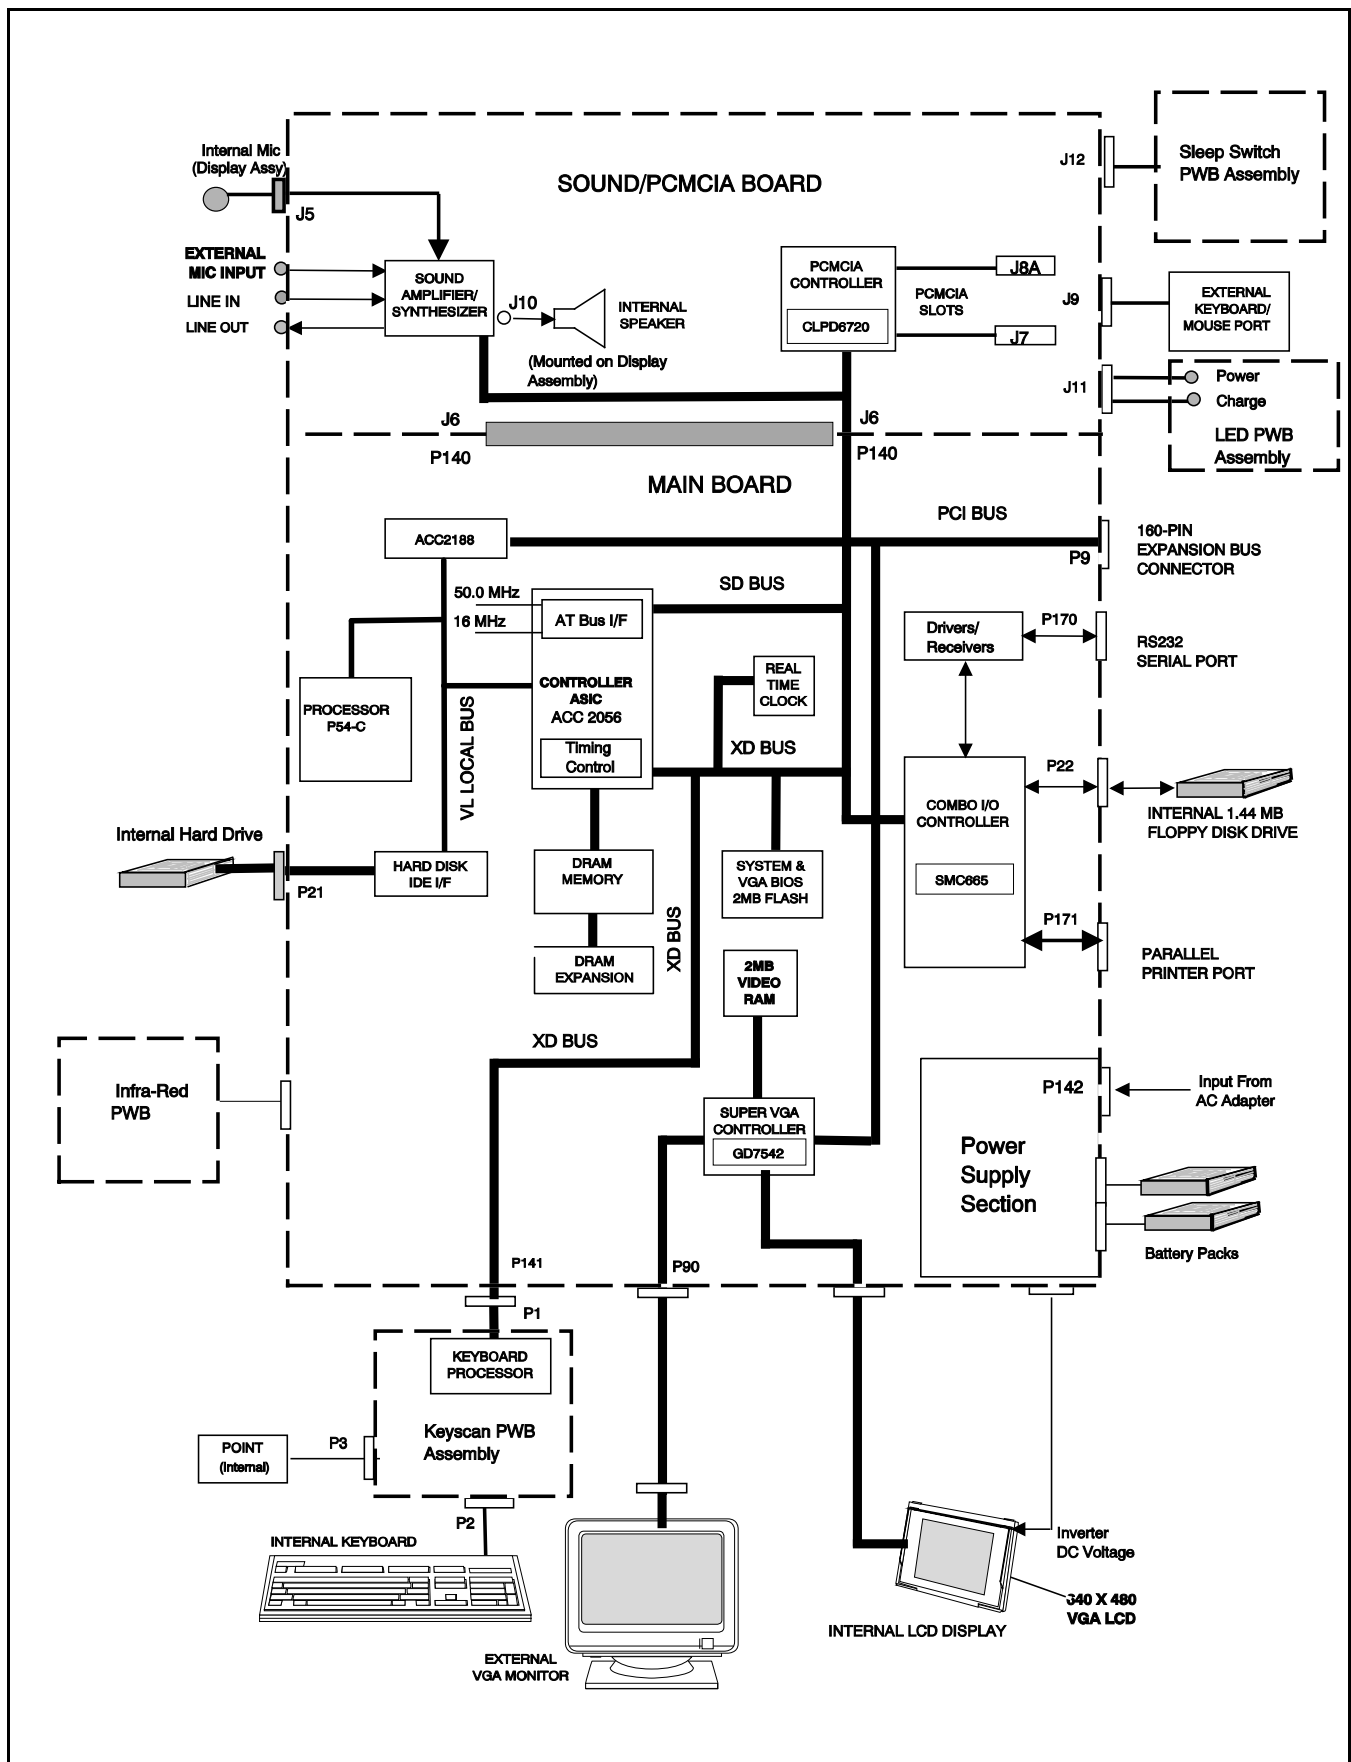 Internal Mic
(Display Assy)
J5
SOUND/PCMCIA BOARD
J12
Sleep Switch
PWB Assembly
EXTERNAL
MIC INPUT
LINE IN
LINE OUT
SOUND
AMPLIFIER/
SYNTHESIZER
J10
INTERNAL
SPEAKER
(Mounted on Display
Assembly)
PCMCIA
CONTROLLER
CLPD6720
J8A
PCMCIA
SLOTS
J7
J9
EXTERNAL
KEYBOARD/
MOUSE PORT
J11
Power
Charge
LED PWB
Assembly
J6
J6
P140
P140
MAIN BOARD
PCI BUS
P9
160-PIN
EXPANSION BUS
CONNECTOR
ACC2188
50.0 MHz
16 MHz
AT Bus I/F
SD BUS
CONTROLLER
ASIC
ACC 2056
Timing
Control
REAL
TIME
CLOCK
Drivers/
Receivers
P170
RS232
SERIAL PORT
PROCESSOR
P54-C
VL LOCAL BUS
XD BUS
COMBO I/O
CONTROLLER
SMC665
P22
INTERNAL 1.44 MB
FLOPPY DISK DRIVE
Internal Hard Drive
P21
HARD DISK
IDE I/F
DRAM
MEMORY
DRAM
EXPANSION
XD BUS
SYSTEM &
VGA BIOS
2MB FLASH
P171
PARALLEL
PRINTER PORT
2MB
VIDEO
RAM
XD BUS
Infra-Red
PWB
SUPER VGA
CONTROLLER
GD7542
P142
Input From
AC Adapter
Power
Supply
Section
Battery Packs
P141
P90
P1
KEYBOARD
PROCESSOR
Keyscan PWB
Assembly
POINT
(Internal)
P3
P2
INTERNAL KEYBOARD
EXTERNAL
VGA MONITOR
Inverter
DC Voltage
640 X 480
VGA LCD
INTERNAL LCD DISPLAY